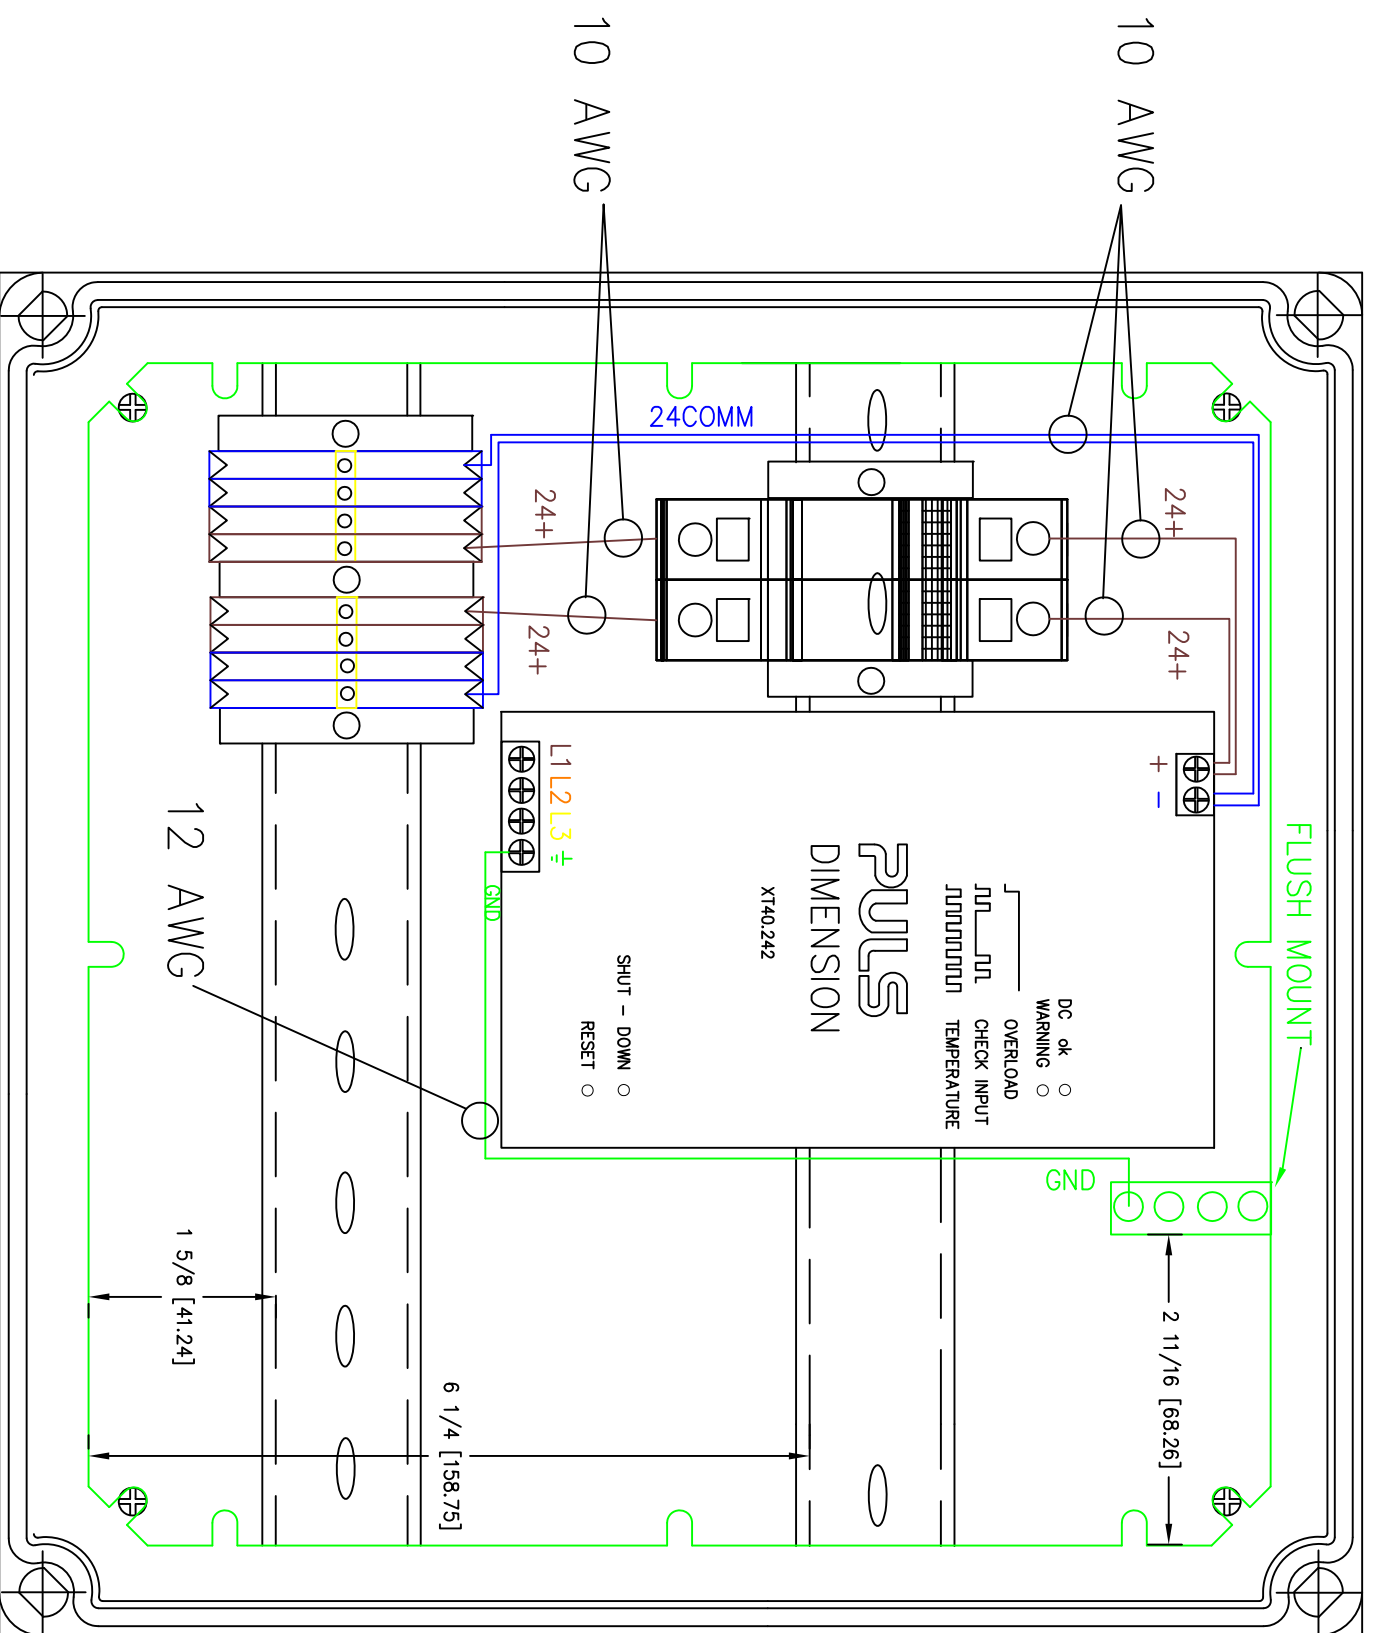 10 AWG
10 AWG
24COMM
24+
24+
24+
24+
+
-
L1
L2
L3
GND
12 AWG
FLUSH MOUNT
PULS
DIMENSION
XT40.242
DC ok
WARNING
OVERLOAD
CHECK INPUT
TEMPERATURE
SHUT - DOWN
RESET
GND
2 11/16 [68.26]
1 5/8 [41.24]
6 1/4 [158.75]